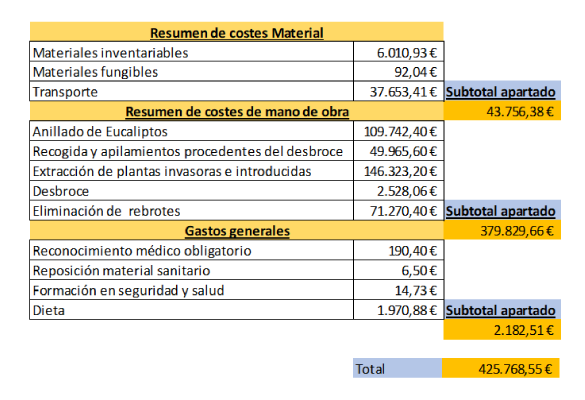 Resumen de costes Material
Materiales inventariables 6.010,93 €
Materiales fungibles 92,04 €
Transporte 37.653,41 € Subtotal apartado
Resumen de costes de mano de obra 43.756,38 €
Anillado de Eucaliptos 109.742,40 €
Recogida y apilamientos procedentes del desbroce 49.965,60 €
Extracción de plantas invasoras e introducidas 146.323,20 €
Desbroce 2.528,06 €
Eliminación de rebrotes 71.270,40 € Subtotal apartado
Gastos generales 379.829,66 €
Reconocimiento médico obligatorio 190,40 €
Reposición material sanitario 6,50 €
Formación en seguridad y salud 14,73 €
Dieta 1.970,88 € Subtotal apartado
2.182,51 €
Total 425.768,55 €